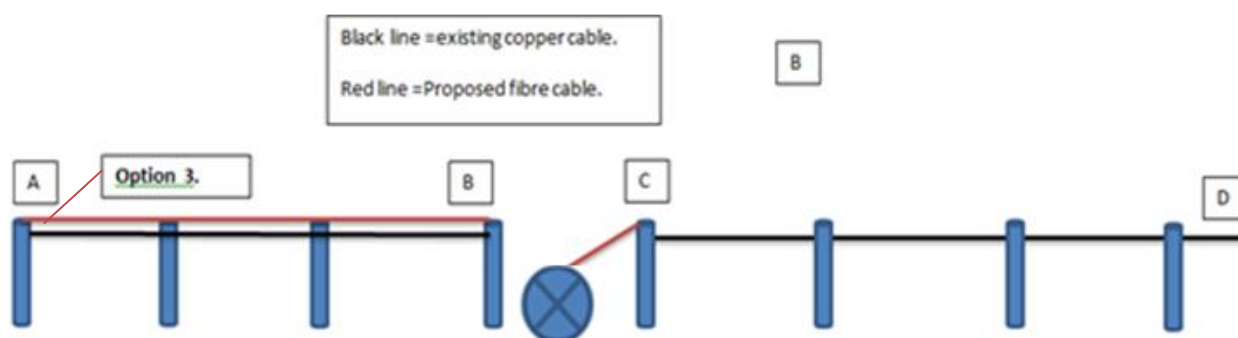 Black line =existing copper cable.
Red line =Proposed fibre cable.
B
A
Option 3.
B
C
D